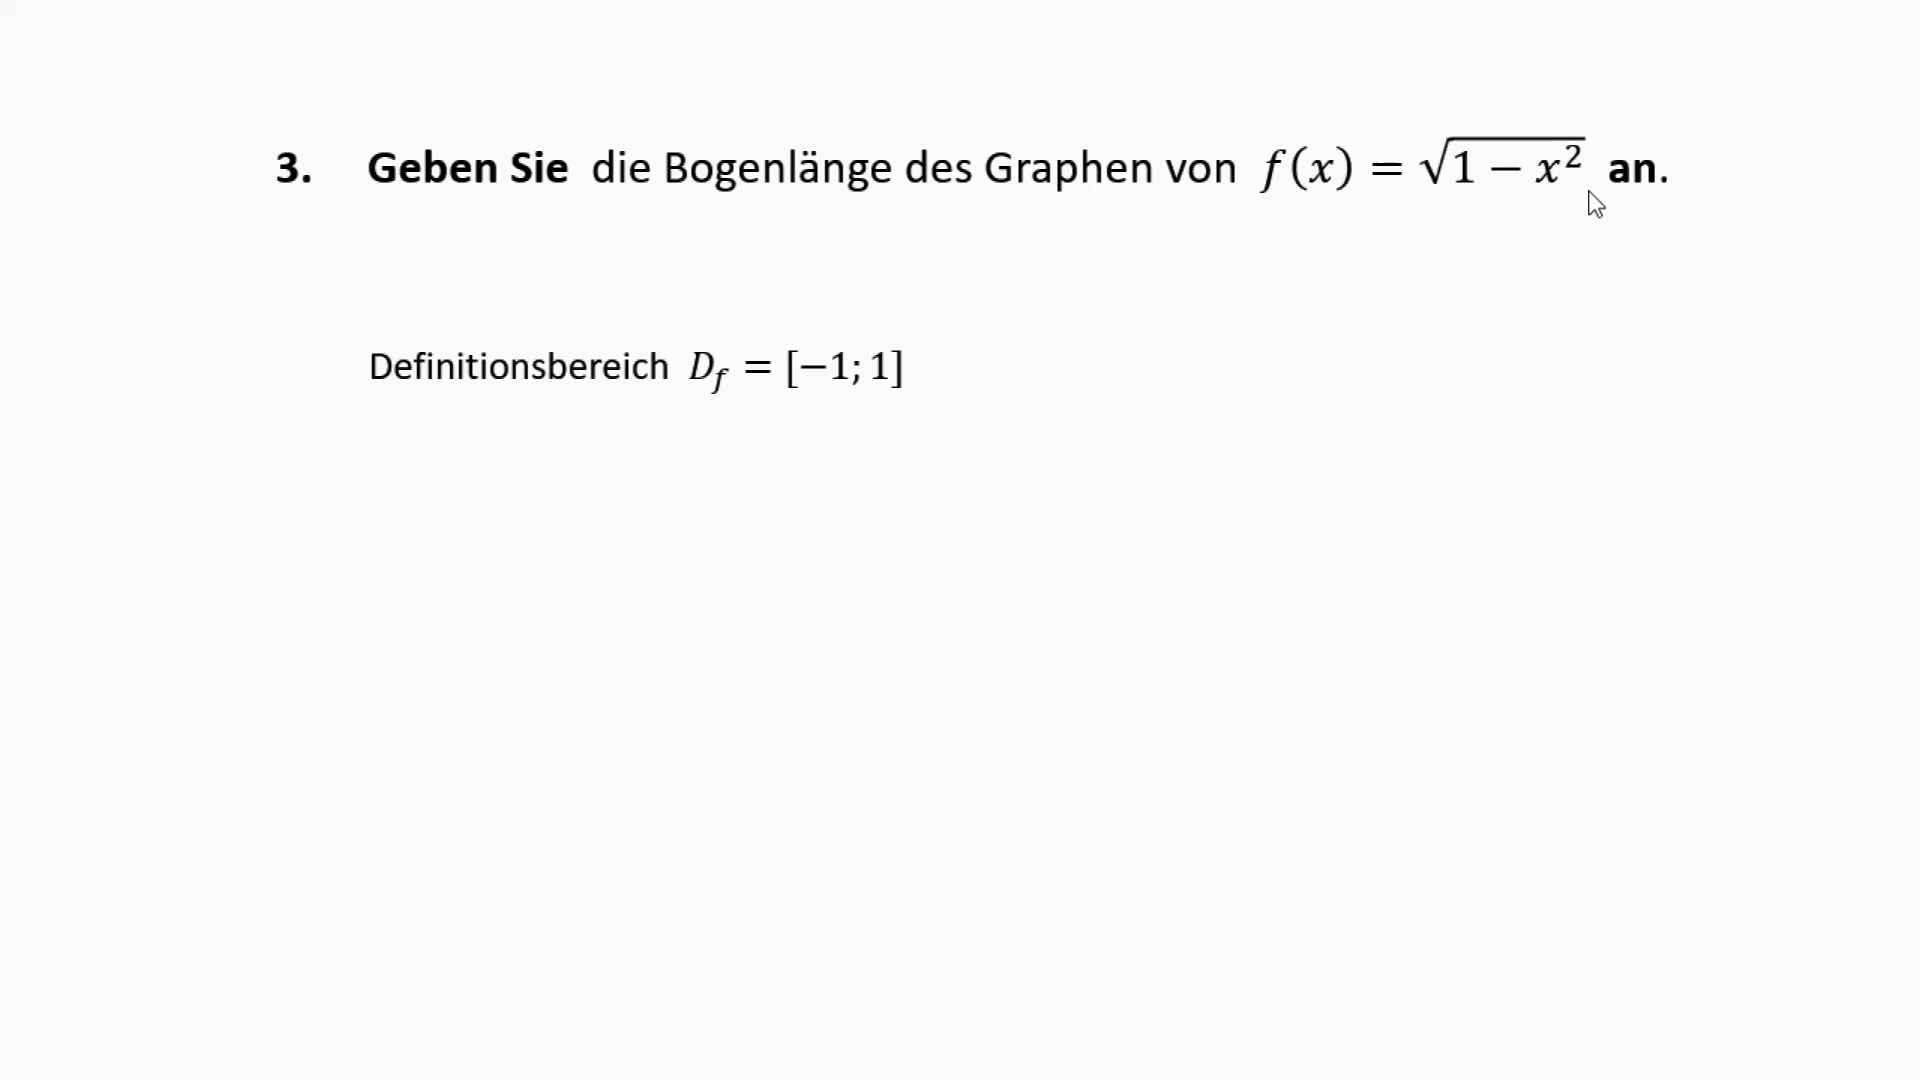 3. Geben Sie die Bogenlänge des Graphen von f(x) = √(1 − x²) an.
Definitionsbereich D_f = [−1; 1]